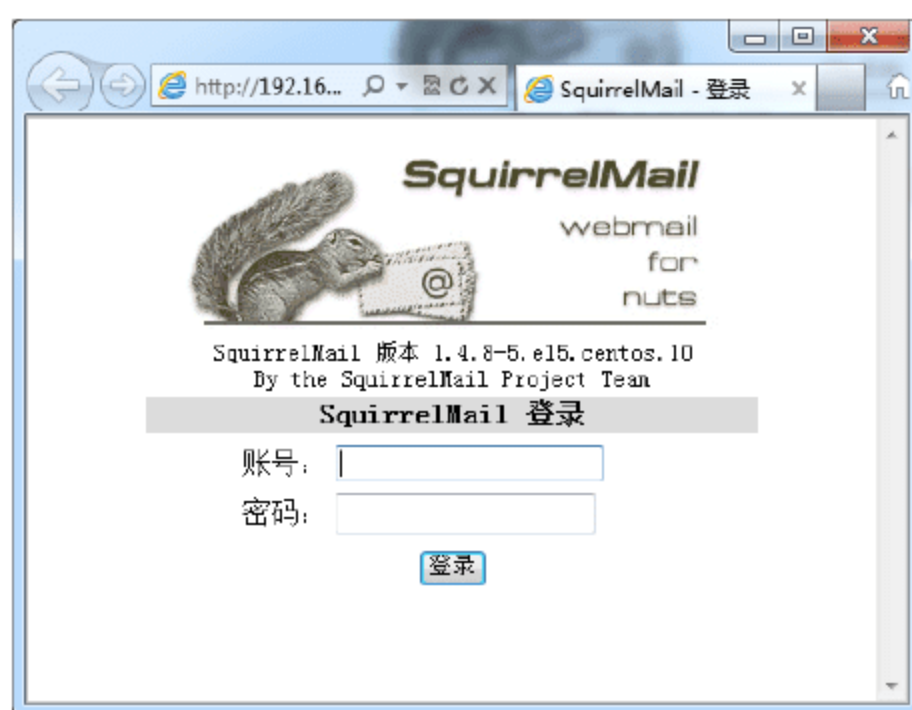 http://192.16...
SquirrelMail - 登录
SquirrelMail
webmail
for
nuts
@
SquirrelMail 版本 1.4.8-5.el5.centos.10
By the SquirrelMail Project Team
SquirrelMail 登录
账号：
密码：
登录